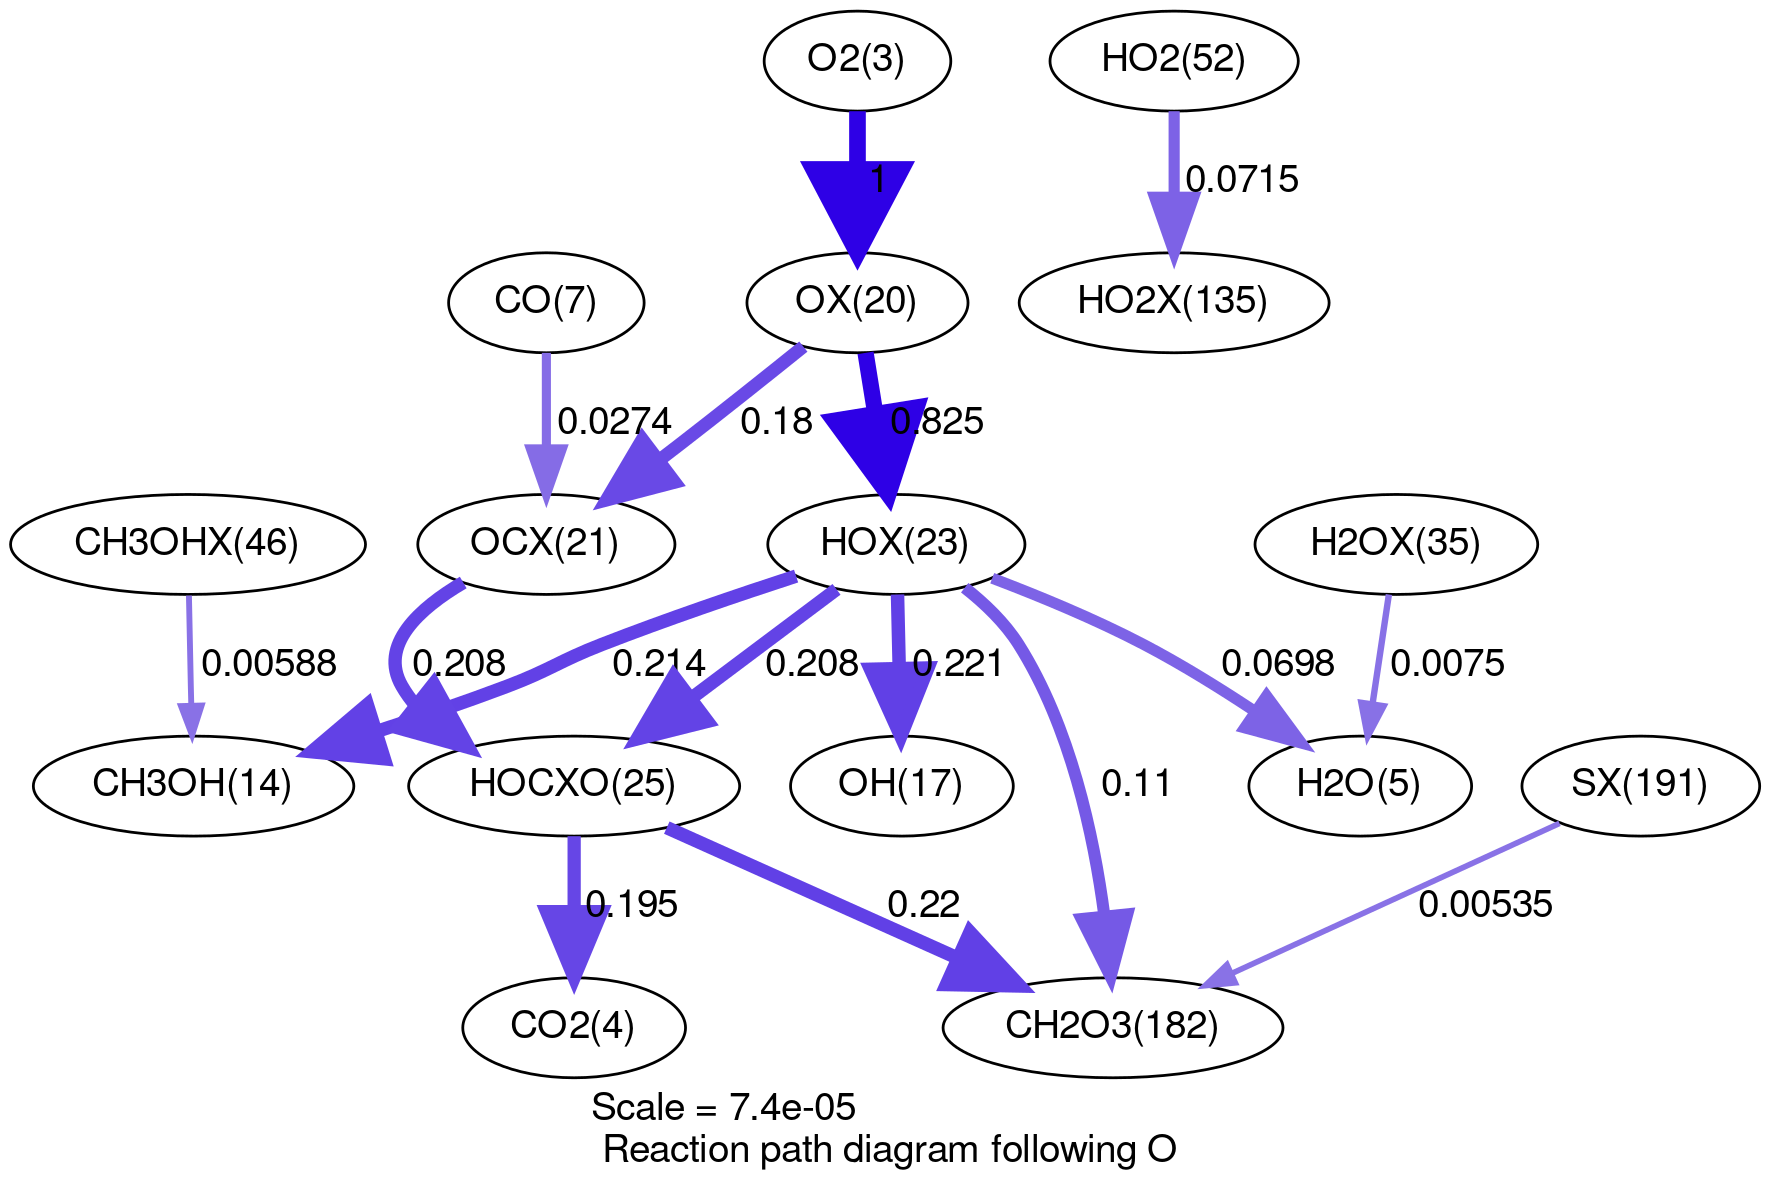 O2(3)
HO2(52)
1
0.0715
CO(7)
OX(20)
HO2X(135)
0.0274
0.18
0.825
CH3OHX(46)
OCX(21)
HOX(23)
H2OX(35)
0.00588
0.208
0.214
0.208
0.221
0.0698
0.0075
CH3OH(14)
HOCXO(25)
OH(17)
0.11
H2O(5)
SX(191)
0.195
0.22
0.00535
CO2(4)
CH2O3(182)
Scale = 7.4e-05
Reaction path diagram following O